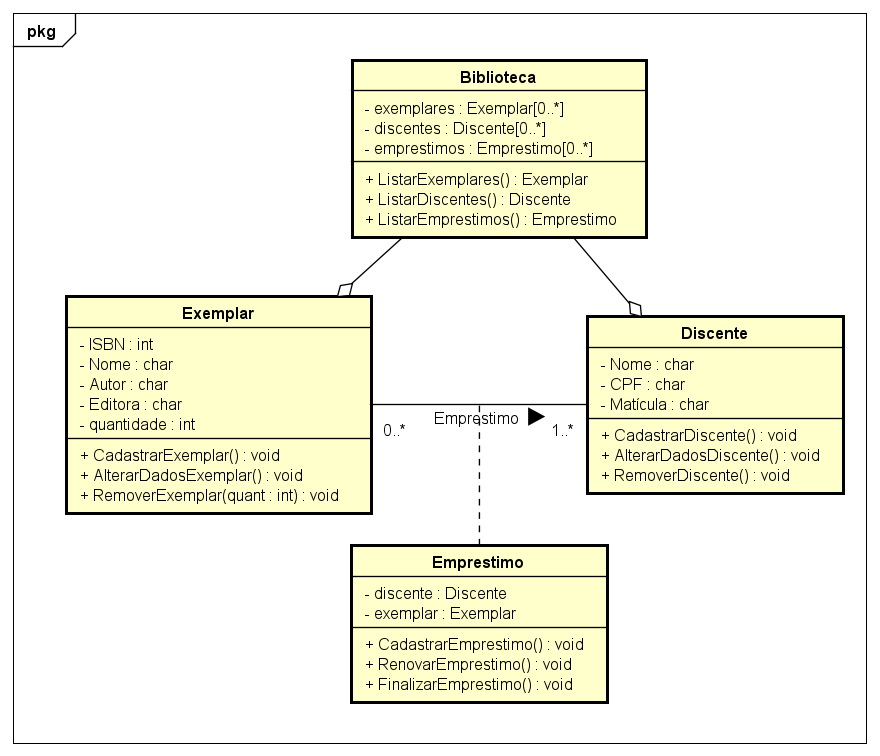 pkg
Biblioteca
- exemplares : Exemplar[0..*]
- discentes : Discente[0..*]
- emprestimos : Emprestimo[0..*]
+ ListarExemplares() : Exemplar
+ ListarDiscentes() : Discente
+ ListarEmprestimos() : Emprestimo
Exemplar
- ISBN : int
- Nome : char
- Autor : char
- Editora : char
- quantidade : int
+ CadastrarExemplar() : void
+ AlterarDadosExemplar() : void
+ RemoverExemplar(quant : int) : void
0..*
Emprestimo
1..*
Discente
- Nome : char
- CPF : char
- Matícula : char
+ CadastrarDiscente() : void
+ AlterarDadosDiscente() : void
+ RemoverDiscente() : void
Emprestimo
- discente : Discente
- exemplar : Exemplar
+ CadastrarEmprestimo() : void
+ RenovarEmprestimo() : void
+ FinalizarEmprestimo() : void